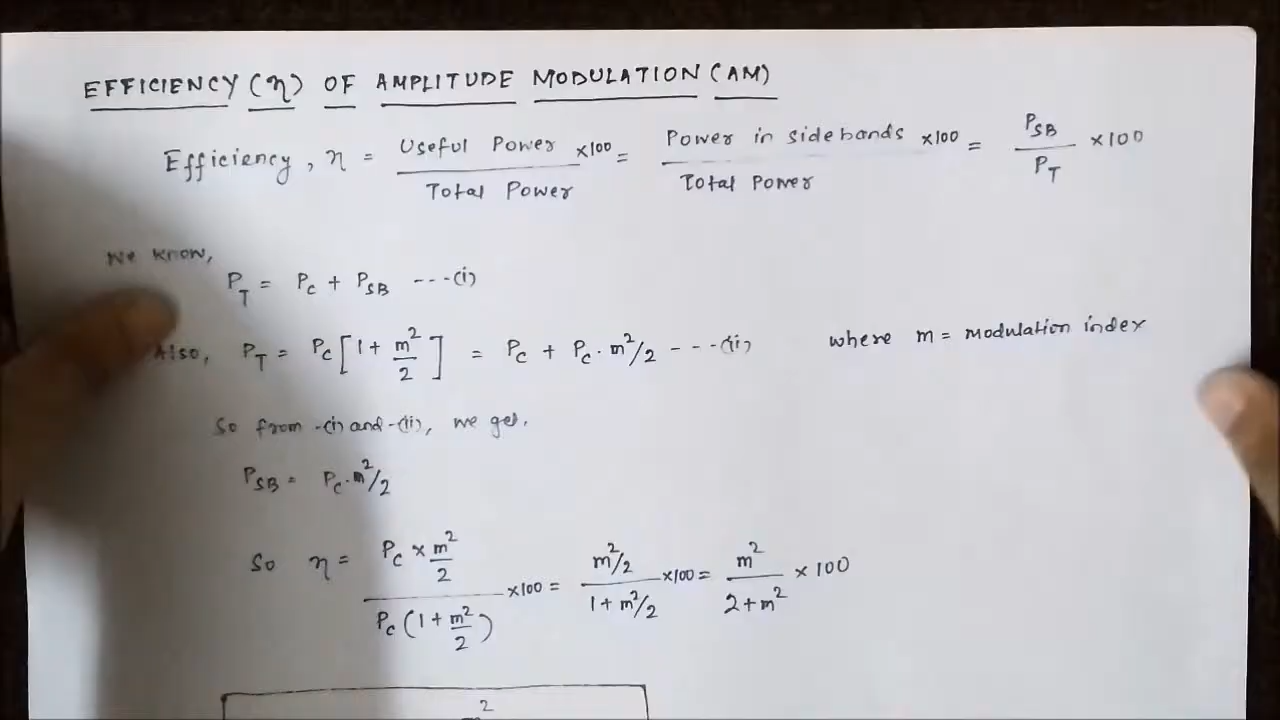 EFFICIENCY (η) OF AMPLITUDE MODULATION (AM)
Efficiency, η = Useful Power / Total Power ×100 = Power in sidebands / Total Power ×100 = P_SB / P_T ×100
We know,
P_T = P_C + P_SB ---(i)
Also, P_T = P_C [1 + m²/2] = P_C + P_C·m²/2 ----(ii) where m = modulation index
So from -(i) and -(ii), we get,
P_SB = P_C·m²/2
So η = P_C × m²/2 / P_C (1 + m²/2) ×100 = m²/2 / 1 + m²/2 ×100 = m² / 2+m² × 100